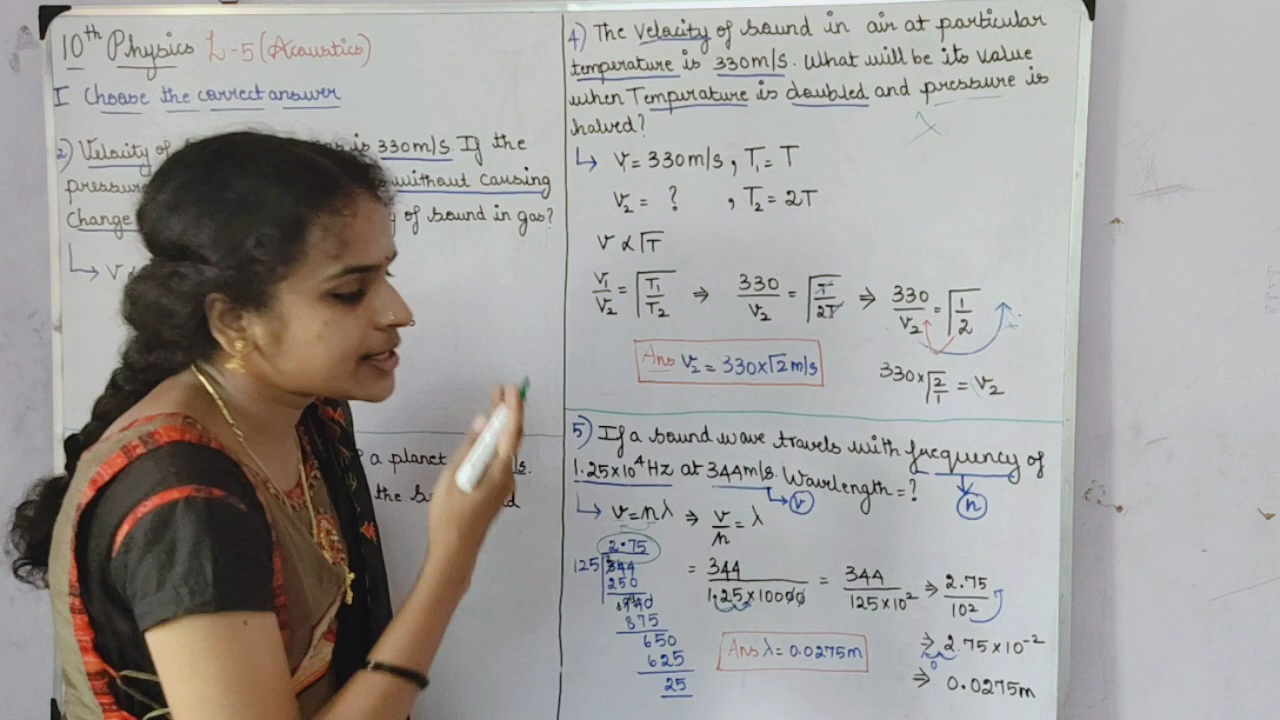 10th Physics L-5 (Acoustics)
I Choose the correct answer
2) Velocity of is 330m/s. If the
pressure without causing
Change of sound in gas?
↳ v
a planet
the
4) The Velocity of sound in air at particular
temperature is 330m/s. What will be its value
when Temperature is doubled and pressure is
halved?
↳ V₁ = 330m/s, T₁ = T
V₂ = ? , T₂ = 2T
V ∝ √T
V₁/V₂ = √(T₁/T₂) ⇒ 330/V₂ = √(T/2T) ⇒ 330/V₂ = √(1/2)
330×√(2/1) = V₂
Ans V₂ = 330×√2 m/s
5) If a sound wave travels with frequency of
1.25×10⁴Hz at 344m/s. Wavelength = ?
v n
↳ v = nλ ⇒ v/n = λ
= 344/(1.25×10000) = 344/(125×10²) ⇒ 2.75/10²
⇒ 2.75×10⁻²
⇒ 0.0275m
Ans λ = 0.0275m
2.75
125 344
250
940
875
650
625
25